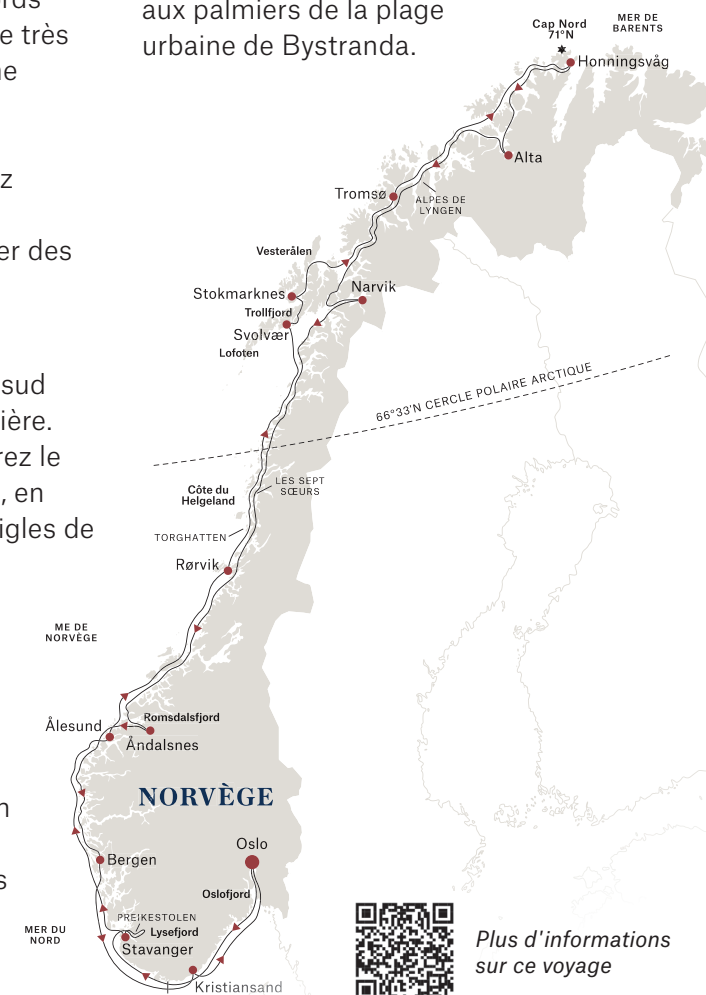 ords
aux palmiers de la plage
e très
urbaine de Bystranda.
ne
z
er des
sud
ière.
rez le
, en
igles de
n
s
Cap Nord
71°N
MER DE
BARENTS
Honningsvåg
Alta
Tromsø
ALPES DE
LYNGEN
Vesterålen
Narvik
Stokmarknes
Trollfjord
Svolvær
Lofoten
66°33'N CERCLE POLAIRE ARCTIQUE
LES SEPT
SŒURS
Côte du
Helgeland
TORGHATTEN
Rørvik
ME DE
NORVÈGE
Romsdalsfjord
Ålesund
Åndalsnes
NORVÈGE
Oslo
Bergen
Oslofjord
PREIKESTOLEN
MER DU
NORD
Lysefjord
Stavanger
Kristiansand
Plus d'informations
sur ce voyage